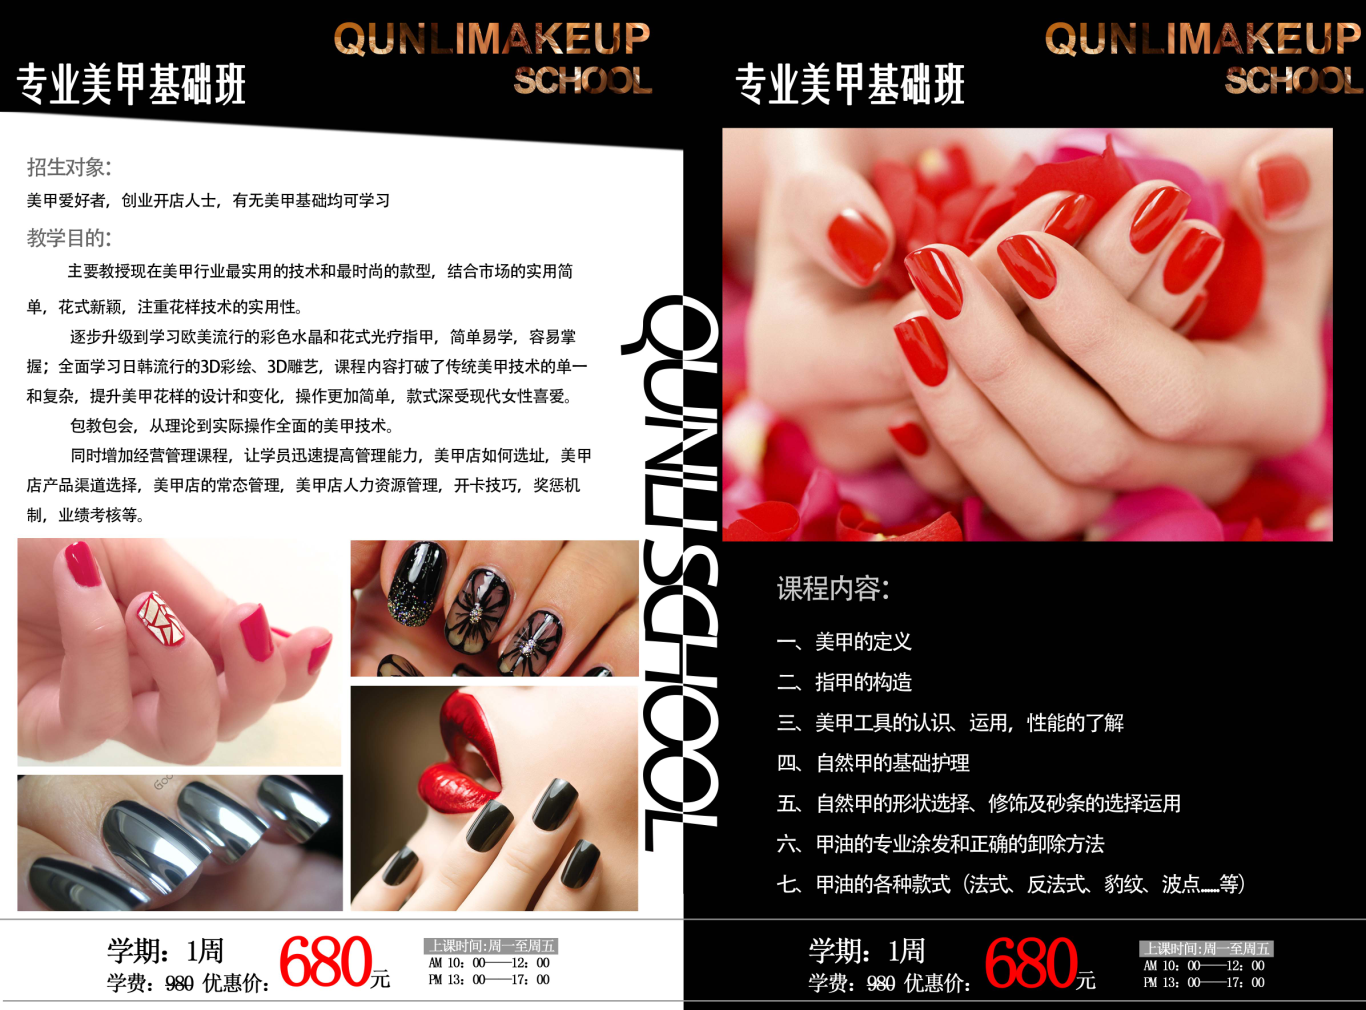 QUNLIMAKEUP
SCHOOL
专业美甲基础班
招生对象：
美甲爱好者，创业开店人士，有无美甲基础均可学习
教学目的：
主要教授现在美甲行业最实用的技术和最时尚的款型，结合市场的实用简
单，花式新颖，注重花样技术的实用性。
逐步升级到学习欧美流行的彩色水晶和花式光疗指甲，简单易学，容易掌
握；全面学习日韩流行的3D彩绘、3D雕艺，课程内容打破了传统美甲技术的单一
和复杂，提升美甲花样的设计和变化，操作更加简单，款式深受现代女性喜爱。
包教包会，从理论到实际操作全面的美甲技术。
同时增加经营管理课程，让学员迅速提高管理能力，美甲店如何选址，美甲
店产品渠道选择，美甲店的常态管理，美甲店人力资源管理，开卡技巧，奖惩机
制，业绩考核等。
QUNLISHOOL
学期：1周
学费：980 优惠价：
680元
上课时间：周一至周五
AM 10：00——12：00
PM 13：00——17：00
QUNLIMAKEUP
SCHOOL
专业美甲基础班
课程内容：
一、美甲的定义
二、指甲的构造
三、美甲工具的认识、运用，性能的了解
四、自然甲的基础护理
五、自然甲的形状选择、修饰及砂条的选择运用
六、甲油的专业涂发和正确的卸除方法
七、甲油的各种款式（法式、反法式、豹纹、波点......等）
学期：1周
学费：980 优惠价：
680元
上课时间：周一至周五
AM 10：00——12：00
PM 13：00——17：00